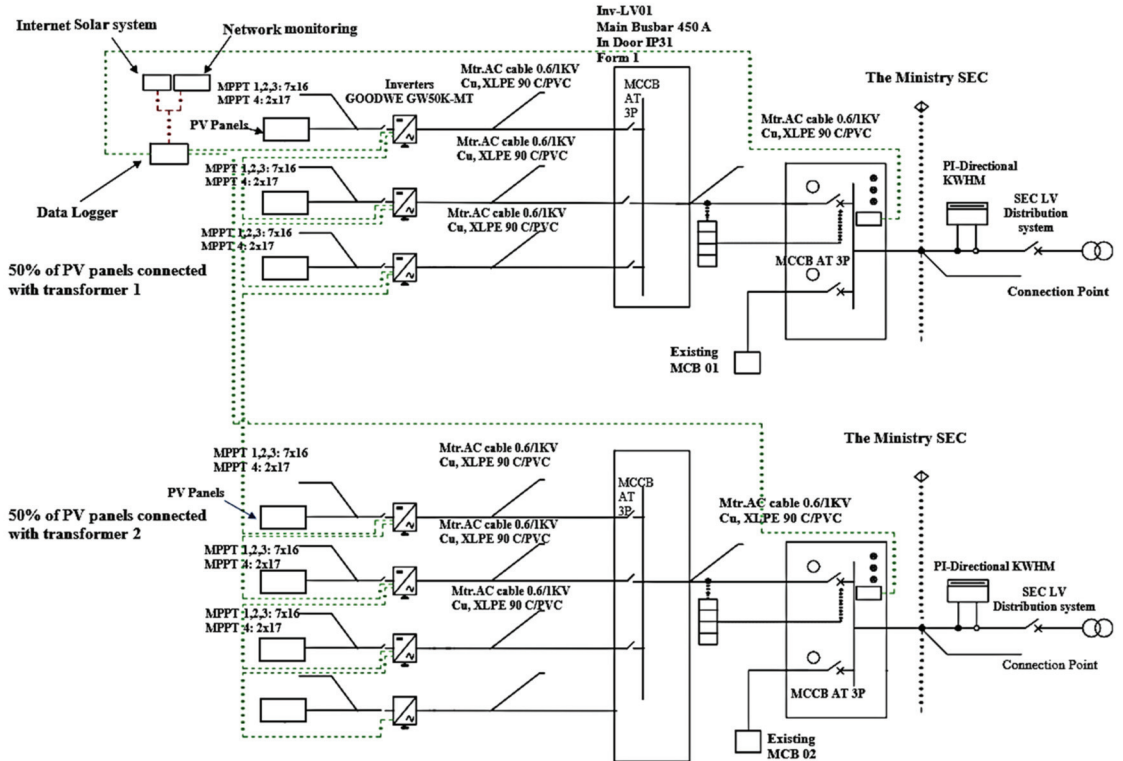 Internet Solar system
Network monitoring
Inv-LV01
Main Busbar 450 A
In Door IP31
Form 1
MPPT 1,2,3: 7x16
MPPT 4: 2x17
Inverters
GOODWE GW50K-MT
Mtr.AC cable 0.6/1KV
Cu, XLPE 90 C/PVC
MCCB
AT
3P
The Ministry SEC
PV Panels
Mtr.AC cable 0.6/1KV
Cu, XLPE 90 C/PVC
Mtr.AC cable 0.6/1KV
Cu, XLPE 90 C/PVC
MPPT 1,2,3: 7x16
MPPT 4: 2x17
Data Logger
PI-Directional
KWHM
SEC LV
Distribution
system
Mtr.AC cable 0.6/1KV
Cu, XLPE 90 C/PVC
MPPT 1,2,3: 7x16
MPPT 4: 2x17
50% of PV panels connected
with transformer 1
MCCB AT 3P
Connection Point
Existing
MCB 01
The Ministry SEC
Mtr.AC cable 0.6/1KV
Cu, XLPE 90 C/PVC
MPPT 1,2,3: 7x16
MPPT 4: 2x17
MCCB
AT
3P
PV Panels
50% of PV panels connected
with transformer 2
Mtr.AC cable 0.6/1KV
Cu, XLPE 90 C/PVC
Mtr.AC cable 0.6/1KV
Cu, XLPE 90 C/PVC
MPPT 1,2,3: 7x16
MPPT 4: 2x17
PI-Directional KWHM
SEC LV
Distribution system
Mtr.AC cable 0.6/1KV
Cu, XLPE 90 C/PVC
MPPT 1,2,3: 7x16
MPPT 4: 2x17
Connection Point
MCCB AT 3P
Existing
MCB 02